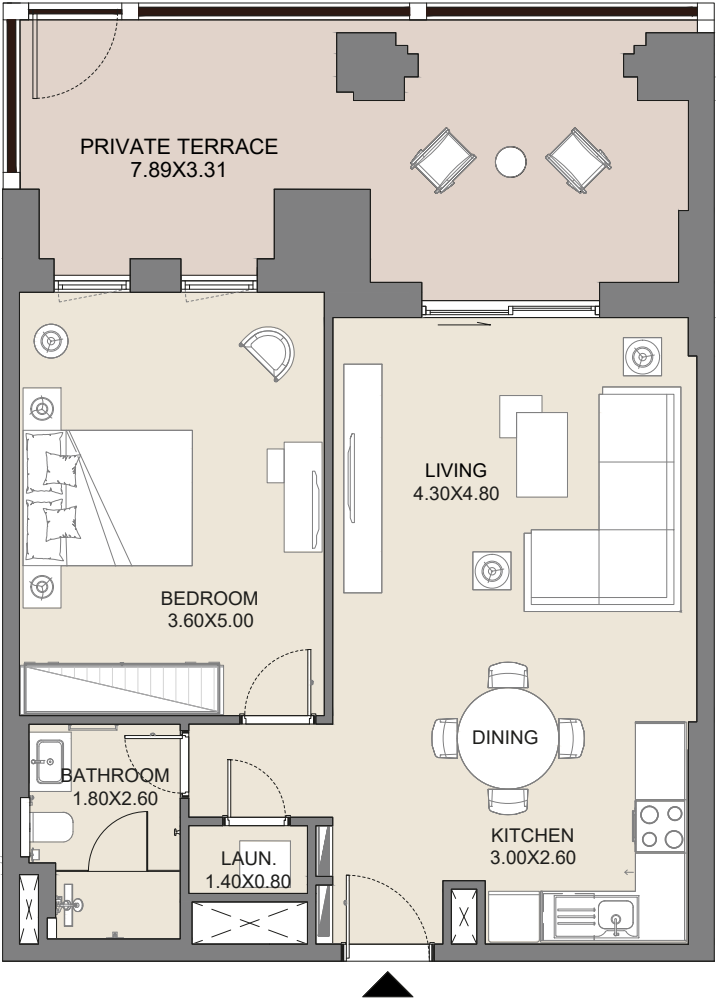 PRIVATE TERRACE
7.89X3.31
LIVING
4.30X4.80
BEDROOM
3.60X5.00
DINING
BATHROOM
1.80X2.60
KITCHEN
3.00X2.60
LAUN.
1.40X0.80